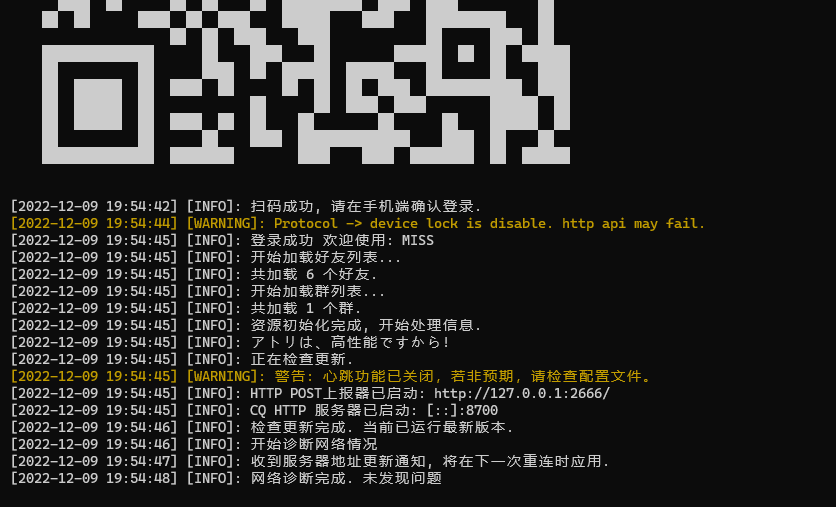 [2022-12-09 19:54:42] [INFO]: 扫码成功, 请在手机端确认登录.
[2022-12-09 19:54:44] [WARNING]: Protocol -> device lock is disable. http api may fail.
[2022-12-09 19:54:45] [INFO]: 登录成功 欢迎使用: MISS
[2022-12-09 19:54:45] [INFO]: 开始加载好友列表...
[2022-12-09 19:54:45] [INFO]: 共加载 6 个好友.
[2022-12-09 19:54:45] [INFO]: 开始加载群列表...
[2022-12-09 19:54:45] [INFO]: 共加载 1 个群.
[2022-12-09 19:54:45] [INFO]: 资源初始化完成, 开始处理信息.
[2022-12-09 19:54:45] [INFO]: アトリは、高性能ですから!
[2022-12-09 19:54:45] [INFO]: 正在检查更新.
[2022-12-09 19:54:45] [WARNING]: 警告: 心跳功能已关闭，若非预期，请检查配置文件。
[2022-12-09 19:54:45] [INFO]: HTTP POST上报器已启动: http://127.0.0.1:2666/
[2022-12-09 19:54:45] [INFO]: CQ HTTP 服务器已启动: [::]:8700
[2022-12-09 19:54:46] [INFO]: 检查更新完成. 当前已运行最新版本.
[2022-12-09 19:54:46] [INFO]: 开始诊断网络情况
[2022-12-09 19:54:47] [INFO]: 收到服务器地址更新通知, 将在下一次重连时应用.
[2022-12-09 19:54:48] [INFO]: 网络诊断完成. 未发现问题